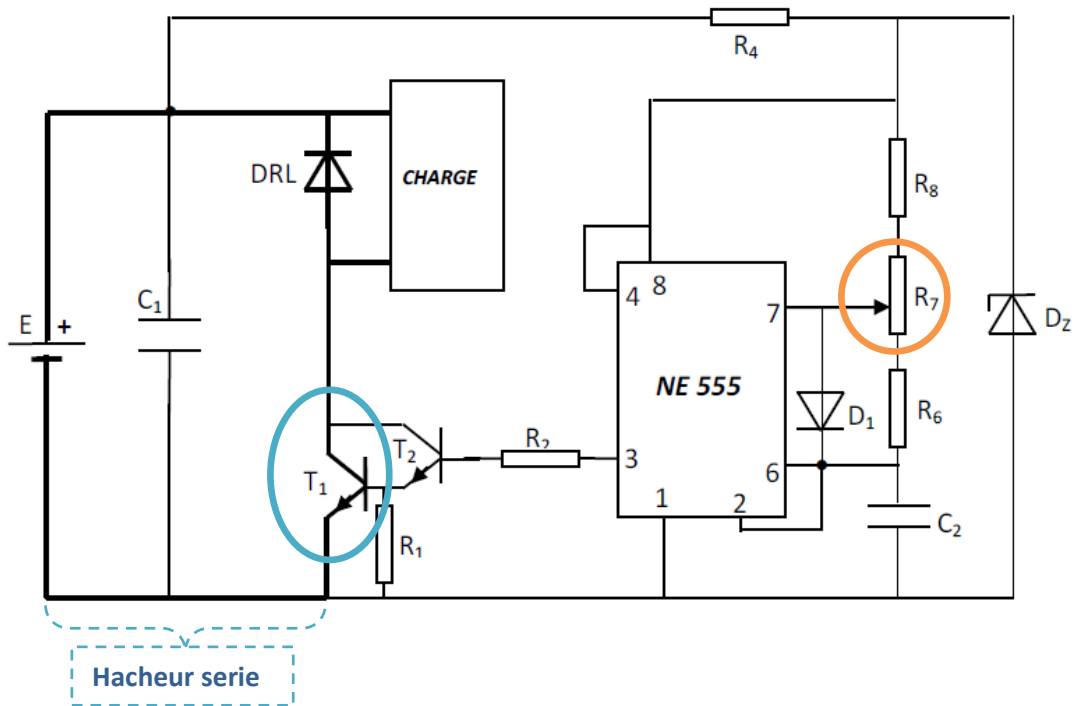 R4
DRL
CHARGE
R8
C1
4
8
7
R7
E
+
DZ
NE 555
D1
R6
T2
R2
T1
3
6
1
2
C2
R1
Hacheur serie